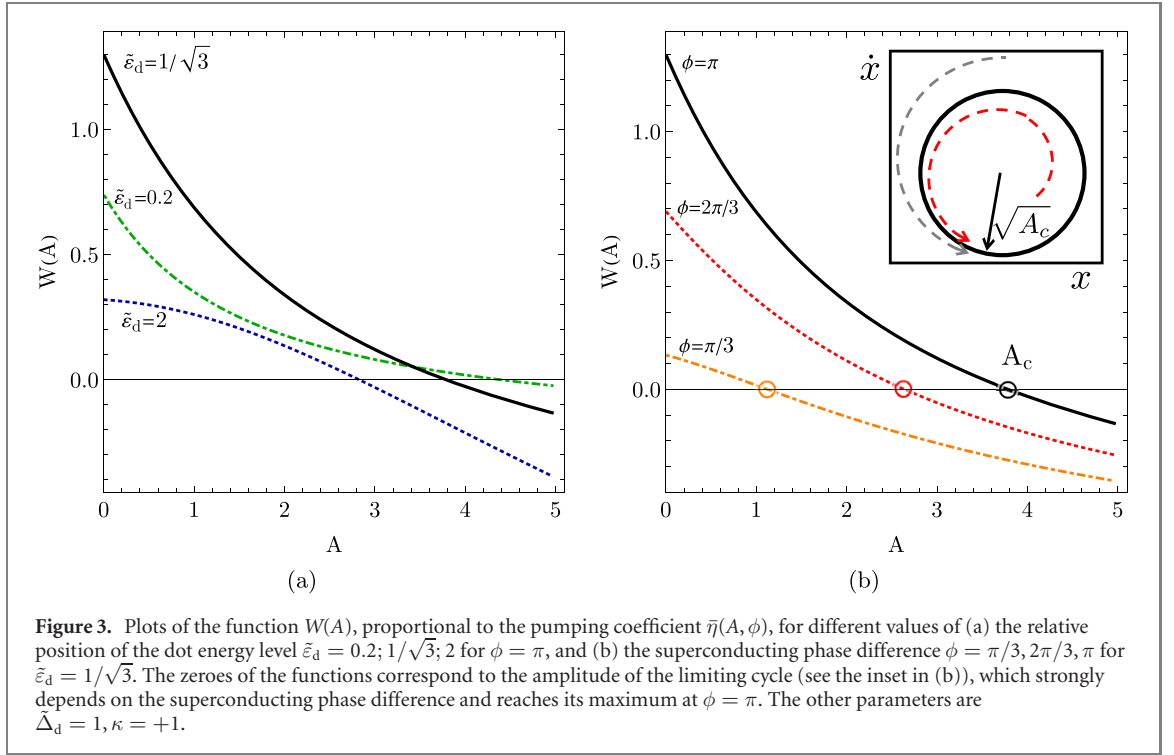 ε̃d=1/√3
ε̃d=0.2
ε̃d=2
1.0
0.5
0.0
W(A)
0 1 2 3 4 5
A
(a)
ϕ=π
ϕ=2π/3
ϕ=π/3
ẋ
√Ac
x
Ac
1.0
0.5
0.0
W(A)
0 1 2 3 4 5
A
(b)
Figure 3. Plots of the function W(A), proportional to the pumping coefficient η̄(A, ϕ), for different values of (a) the relative
position of the dot energy level ε̃d = 0.2; 1/√3; 2 for ϕ = π, and (b) the superconducting phase difference ϕ = π/3, 2π/3, π for
ε̃d = 1/√3. The zeroes of the functions correspond to the amplitude of the limiting cycle (see the inset in (b)), which strongly
depends on the superconducting phase difference and reaches its maximum at ϕ = π. The other parameters are
Δ̃d = 1, κ = +1.